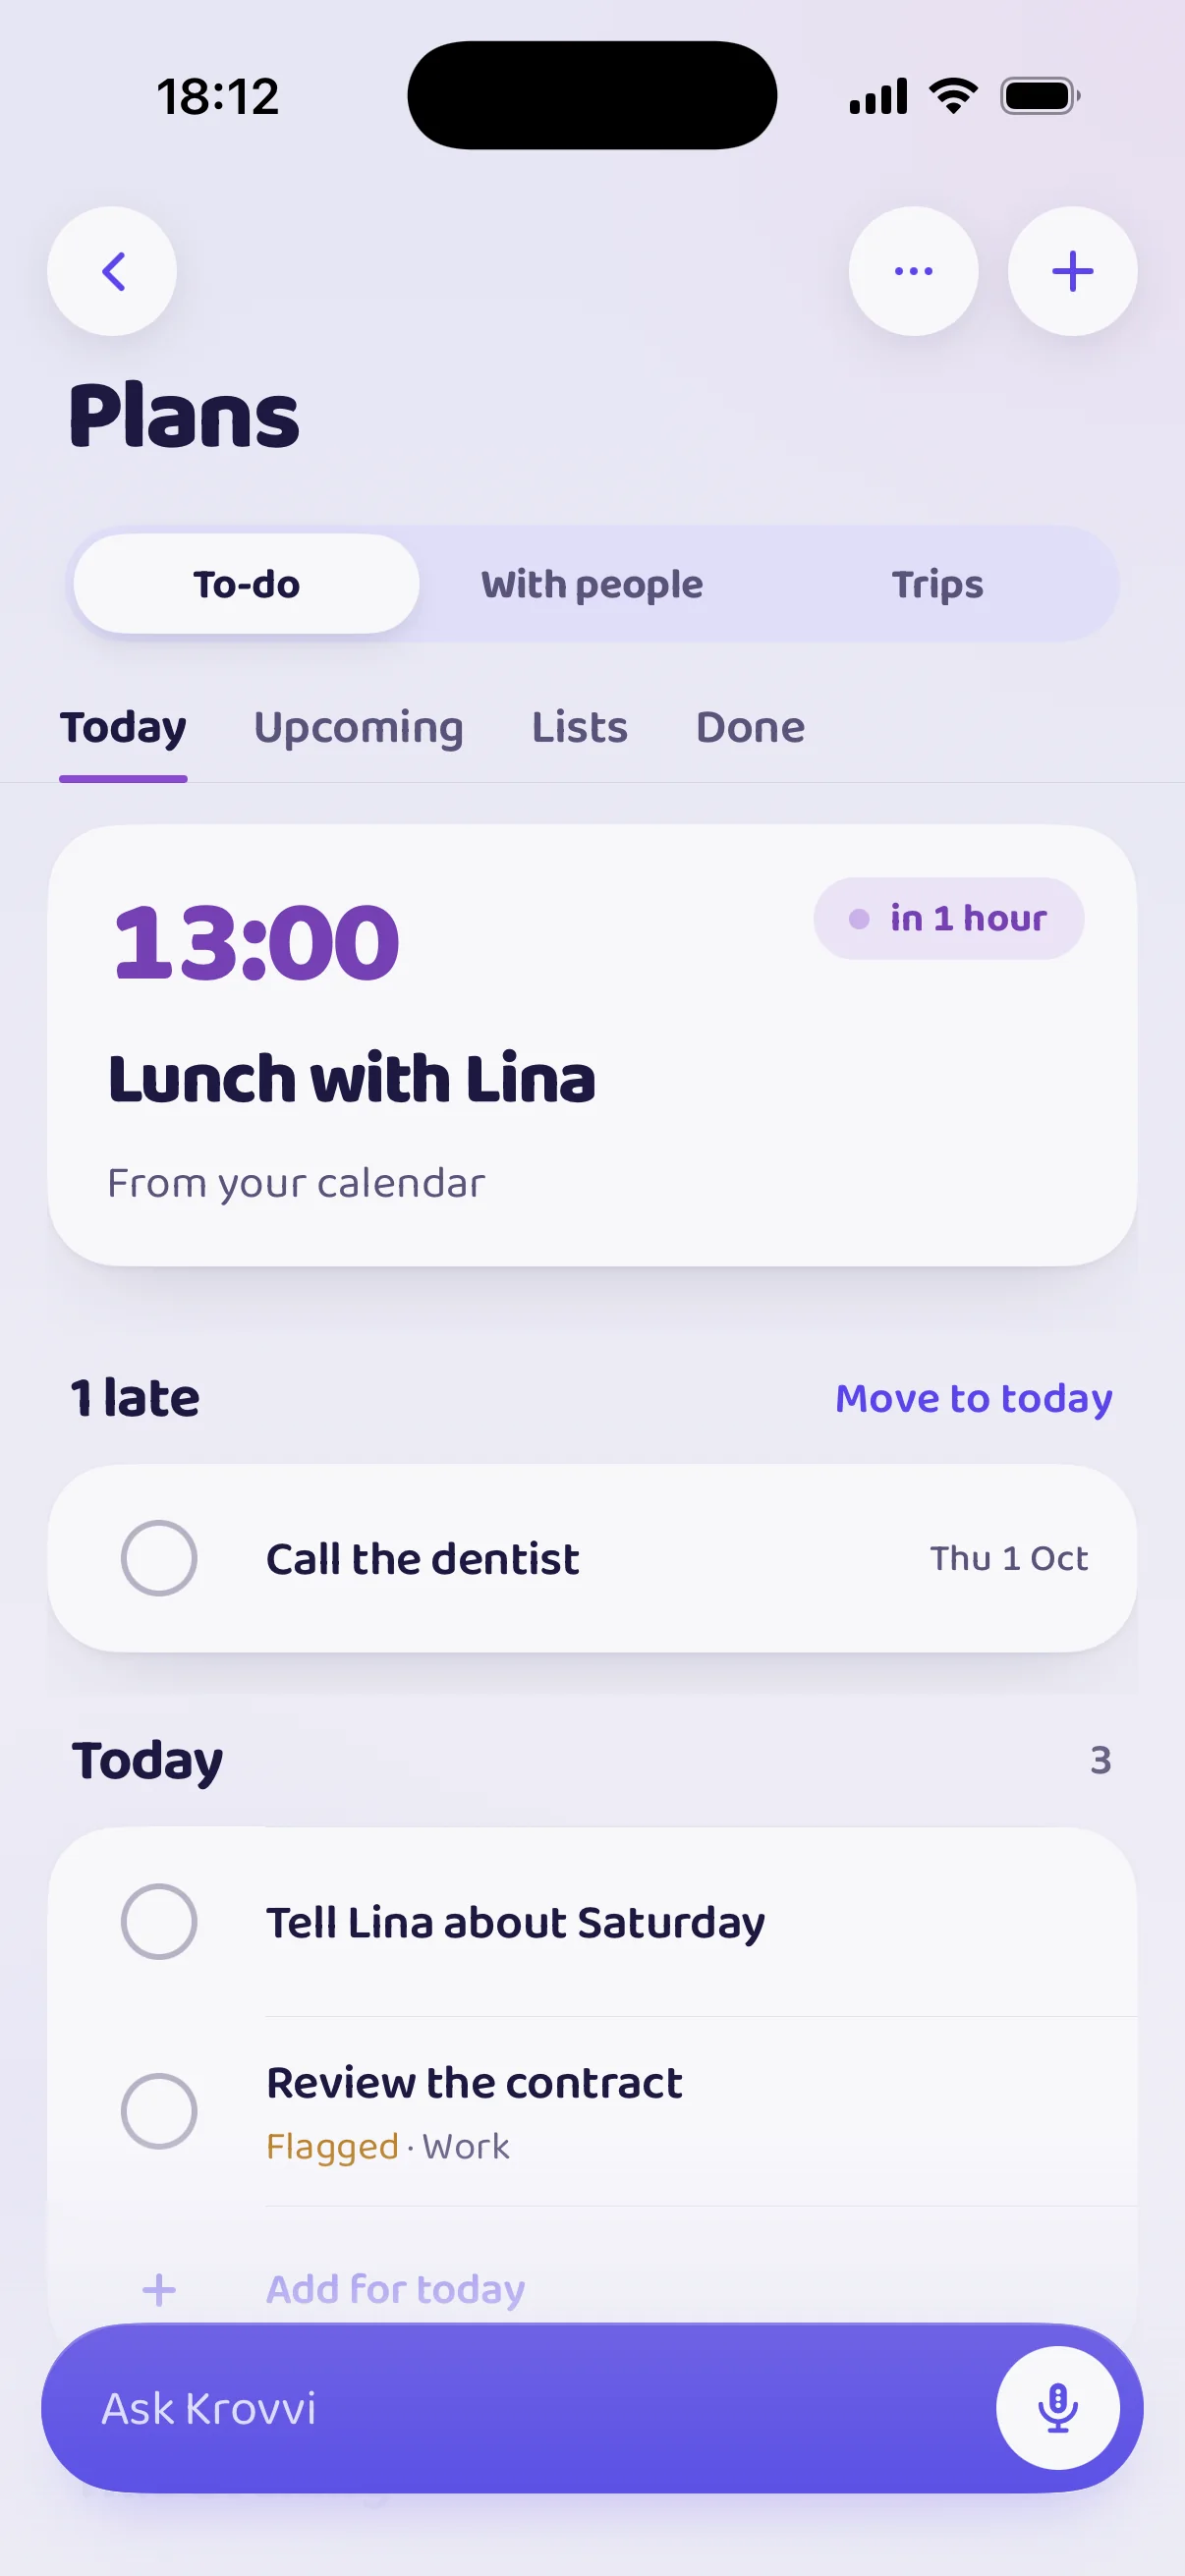 18:12
Plans
To-do
With people
Trips
Today
Upcoming
Lists
Done
13:00
in 1 hour
Lunch with Lina
From your calendar
1 late
Move to today
Call the dentist
Thu 1 Oct
Today
3
Tell Lina about Saturday
Review the contract
Flagged · Work
Add for today
Ask Krovvi